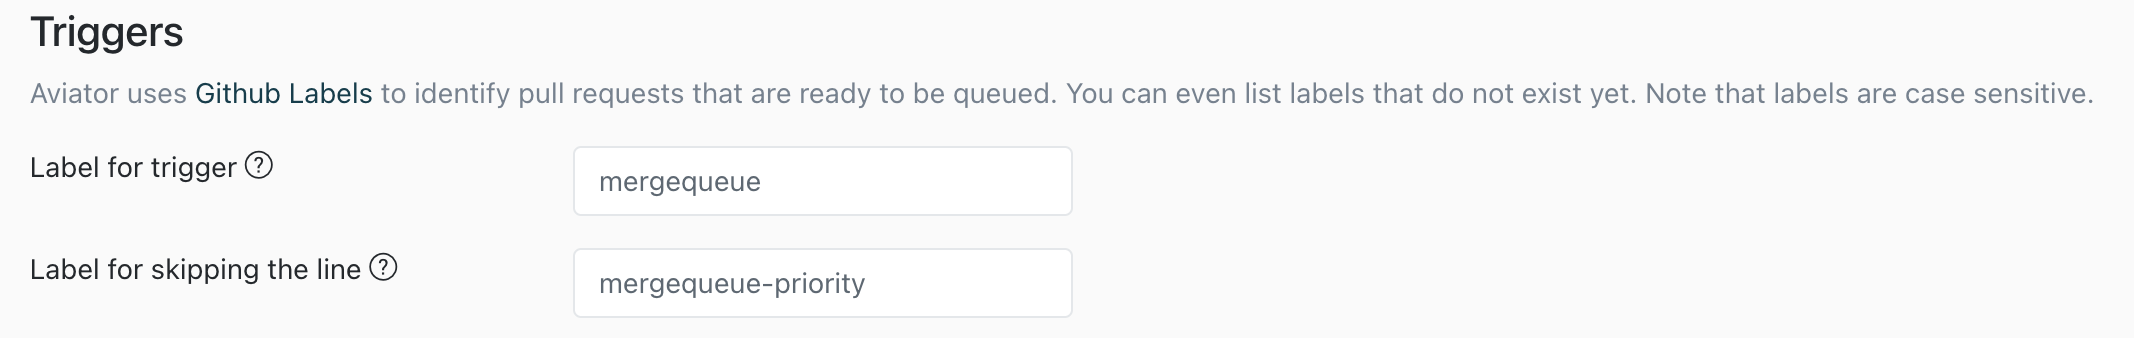 Triggers
Aviator uses Github Labels to identify pull requests that are ready to be queued. You can even list labels that do not exist yet. Note that labels are case sensitive.
Label for trigger ?
mergequeue
Label for skipping the line ?
mergequeue-priority